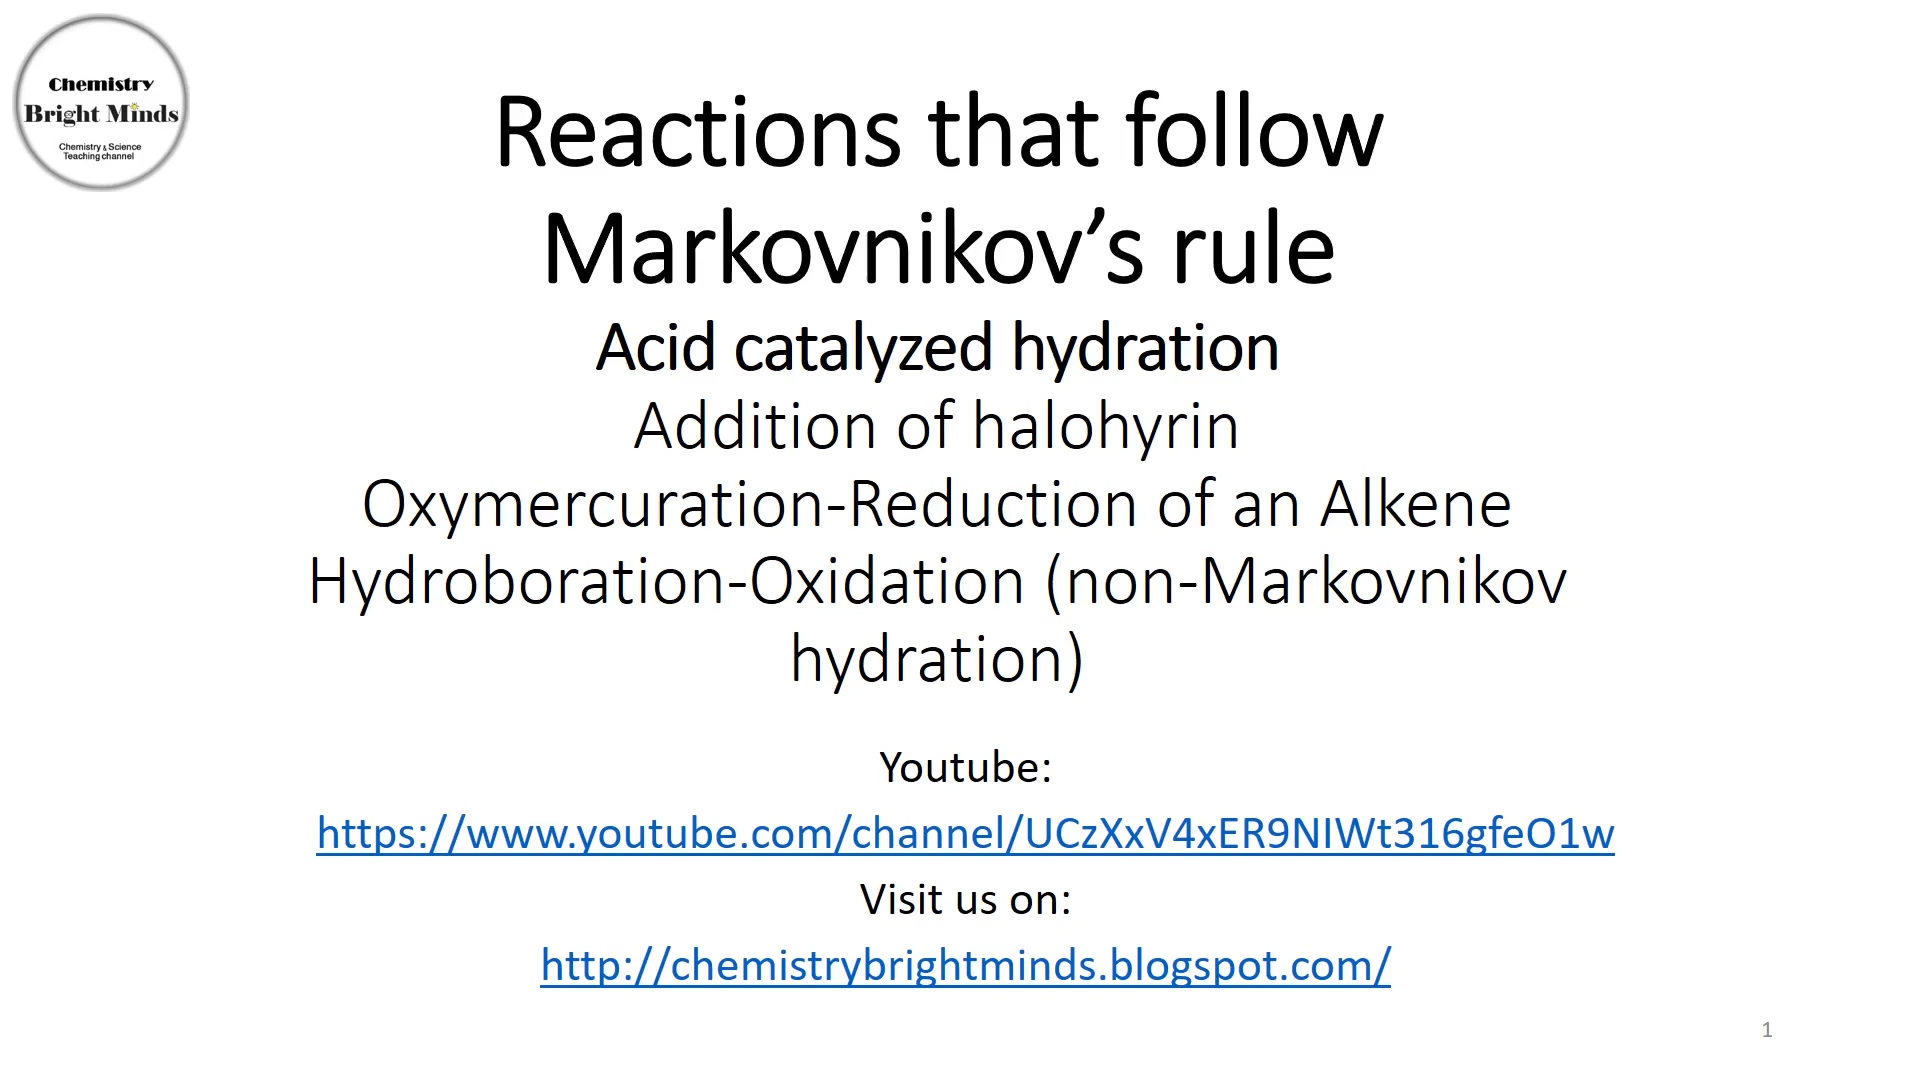 Chemistry
Bright Minds
Chemistry & Science
Teaching channel
Reactions that follow
Markovnikov’s rule
Acid catalyzed hydration
Addition of halohyrin
Oxymercuration-Reduction of an Alkene
Hydroboration-Oxidation (non-Markovnikov
hydration)
Youtube:
https://www.youtube.com/channel/UCzXxV4xER9NIWt316gfeO1w
Visit us on:
http://chemistrybrightminds.blogspot.com/
1